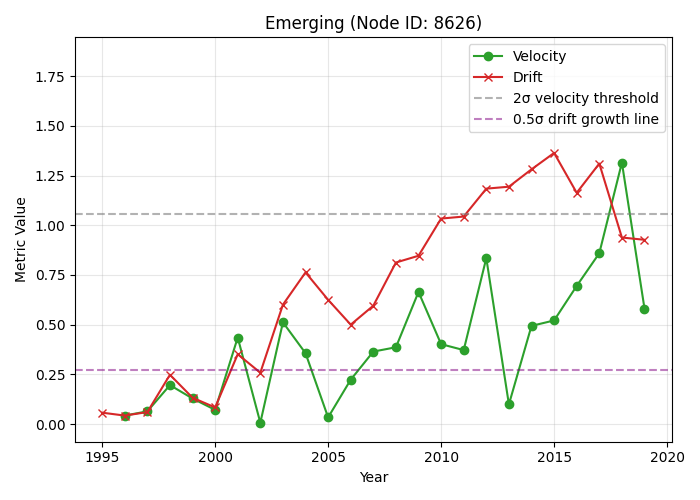 Emerging (Node ID: 8626)
Velocity
Drift
2σ velocity threshold
0.5σ drift growth line
Metric Value
1.75
1.50
1.25
1.00
0.75
0.50
0.25
0.00
1995 2000 2005 2010 2015 2020
Year